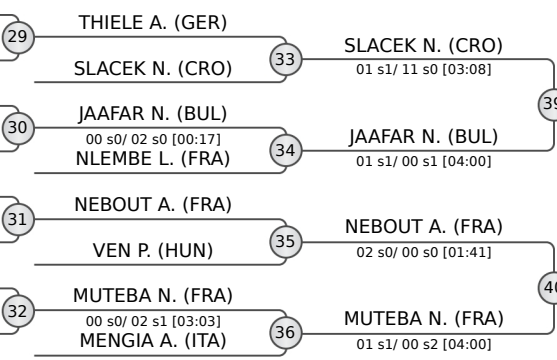 THIELE A. (GER)
29
SLACEK N. (CRO)
33
SLACEK N. (CRO)
01 s1/ 11 s0 [03:08]
39
JAAFAR N. (BUL)
30
00 s0/ 02 s0 [00:17]
NLEMBE L. (FRA)
34
JAAFAR N. (BUL)
01 s1/ 00 s1 [04:00]
NEBOUT A. (FRA)
31
VEN P. (HUN)
35
NEBOUT A. (FRA)
02 s0/ 00 s0 [01:41]
40
MUTEBA N. (FRA)
32
00 s0/ 02 s1 [03:03]
MENGIA A. (ITA)
36
MUTEBA N. (FRA)
01 s1/ 00 s2 [04:00]